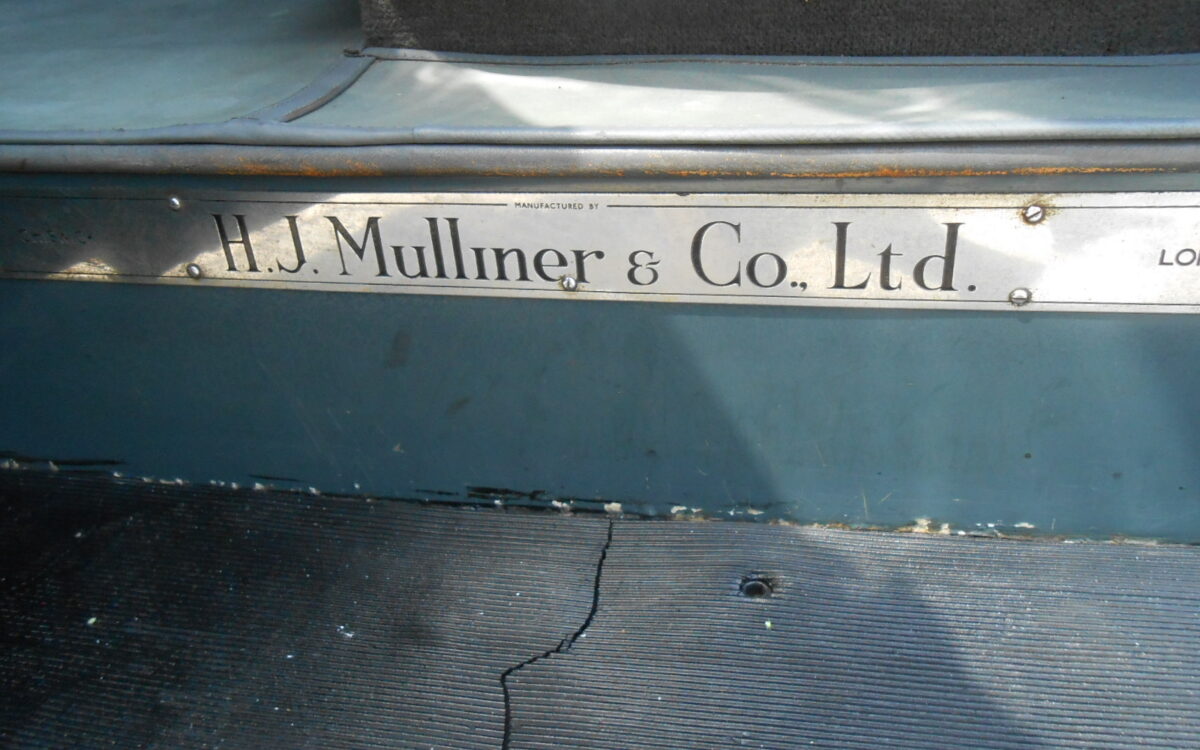 MANUFACTURED BY
H.J. Mulliner & Co., Ltd.